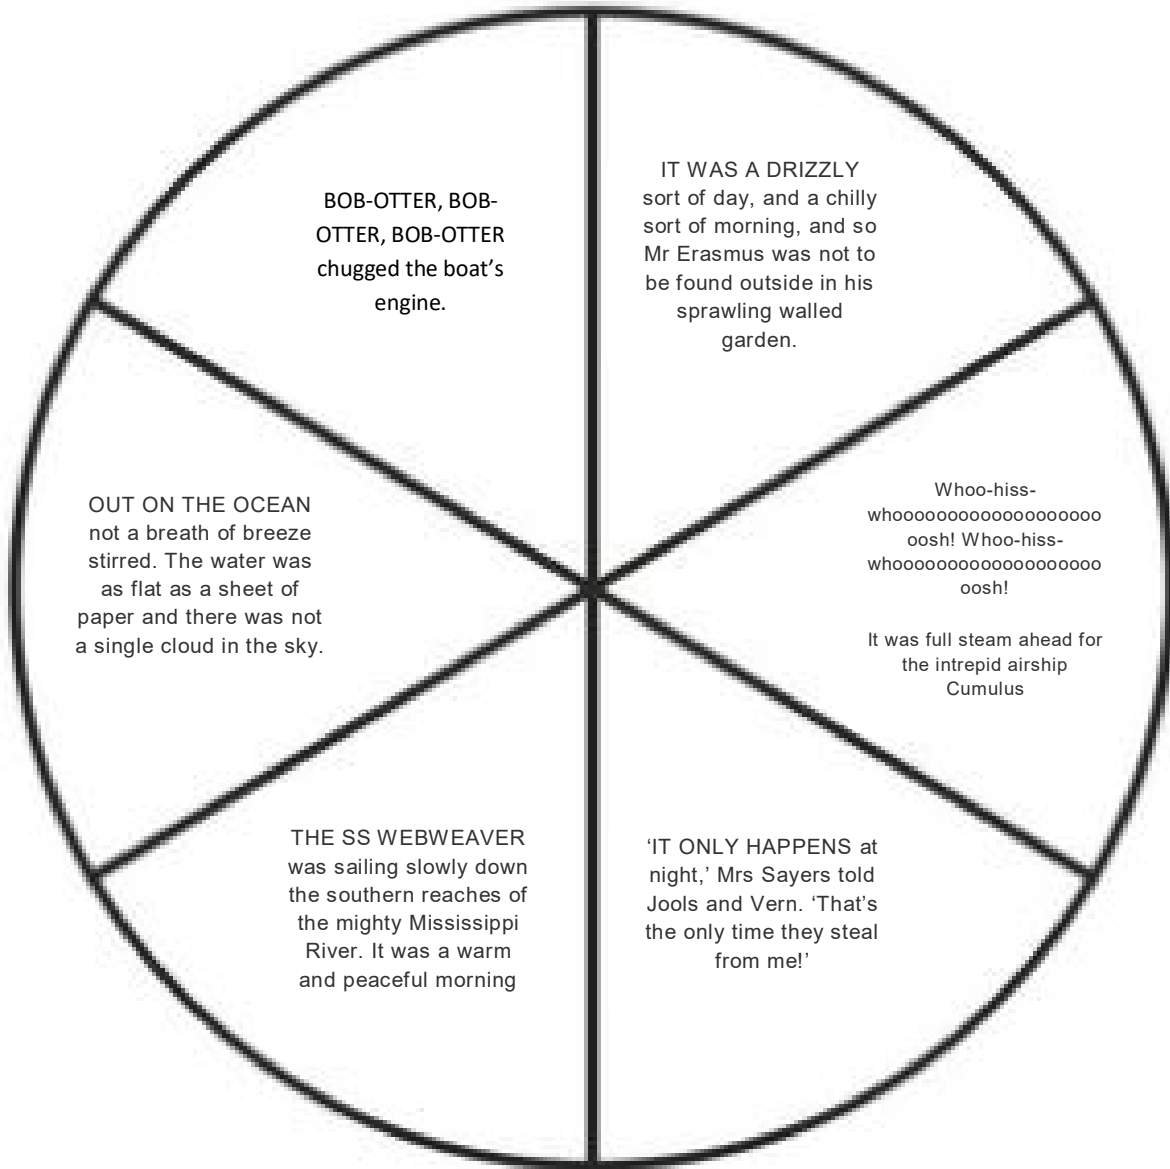 BOB-OTTER, BOB-
OTTER, BOB-OTTER
chugged the boat’s
engine.
IT WAS A DRIZZLY
sort of day, and a chilly
sort of morning, and so
Mr Erasmus was not to
be found outside in his
sprawling walled
garden.
OUT ON THE OCEAN
not a breath of breeze
stirred. The water was
as flat as a sheet of
paper and there was not
a single cloud in the sky.
Whoo-hiss-
whooooooooooooooooooo
oosh! Whoo-hiss-
whooooooooooooooooooo
oosh!
It was full steam ahead for
the intrepid airship
Cumulus
THE SS WEBWEAVER
was sailing slowly down
the southern reaches of
the mighty Mississippi
River. It was a warm
and peaceful morning
‘IT ONLY HAPPENS at
night,’ Mrs Sayers told
Jools and Vern. ‘That’s
the only time they steal
from me!’